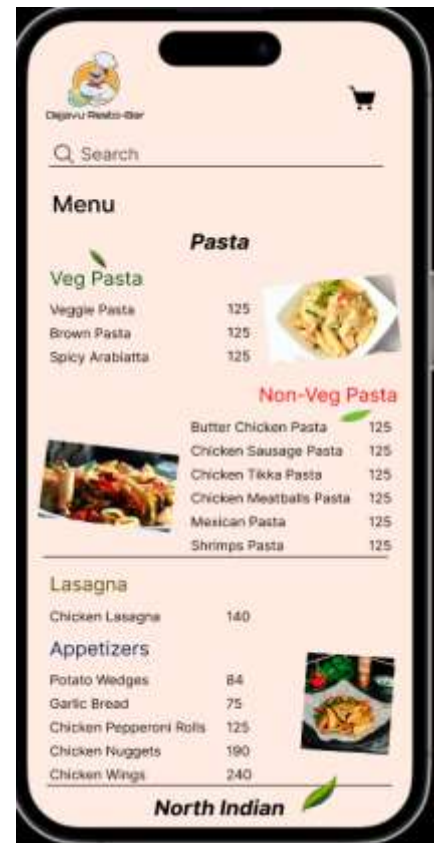 Dejavu Resto-Bar
Search
Menu
Pasta
Veg Pasta
Veggie Pasta 125
Brown Pasta 125
Spicy Arabiatta 125
Non-Veg Pasta
Butter Chicken Pasta 125
Chicken Sausage Pasta 125
Chicken Tikka Pasta 125
Chicken Meatballs Pasta 125
Mexican Pasta 125
Shrimps Pasta 125
Lasagna
Chicken Lasagna 140
Appetizers
Potato Wedges 84
Garlic Bread 75
Chicken Pepperoni Rolls 125
Chicken Nuggets 190
Chicken Wings 240
North Indian